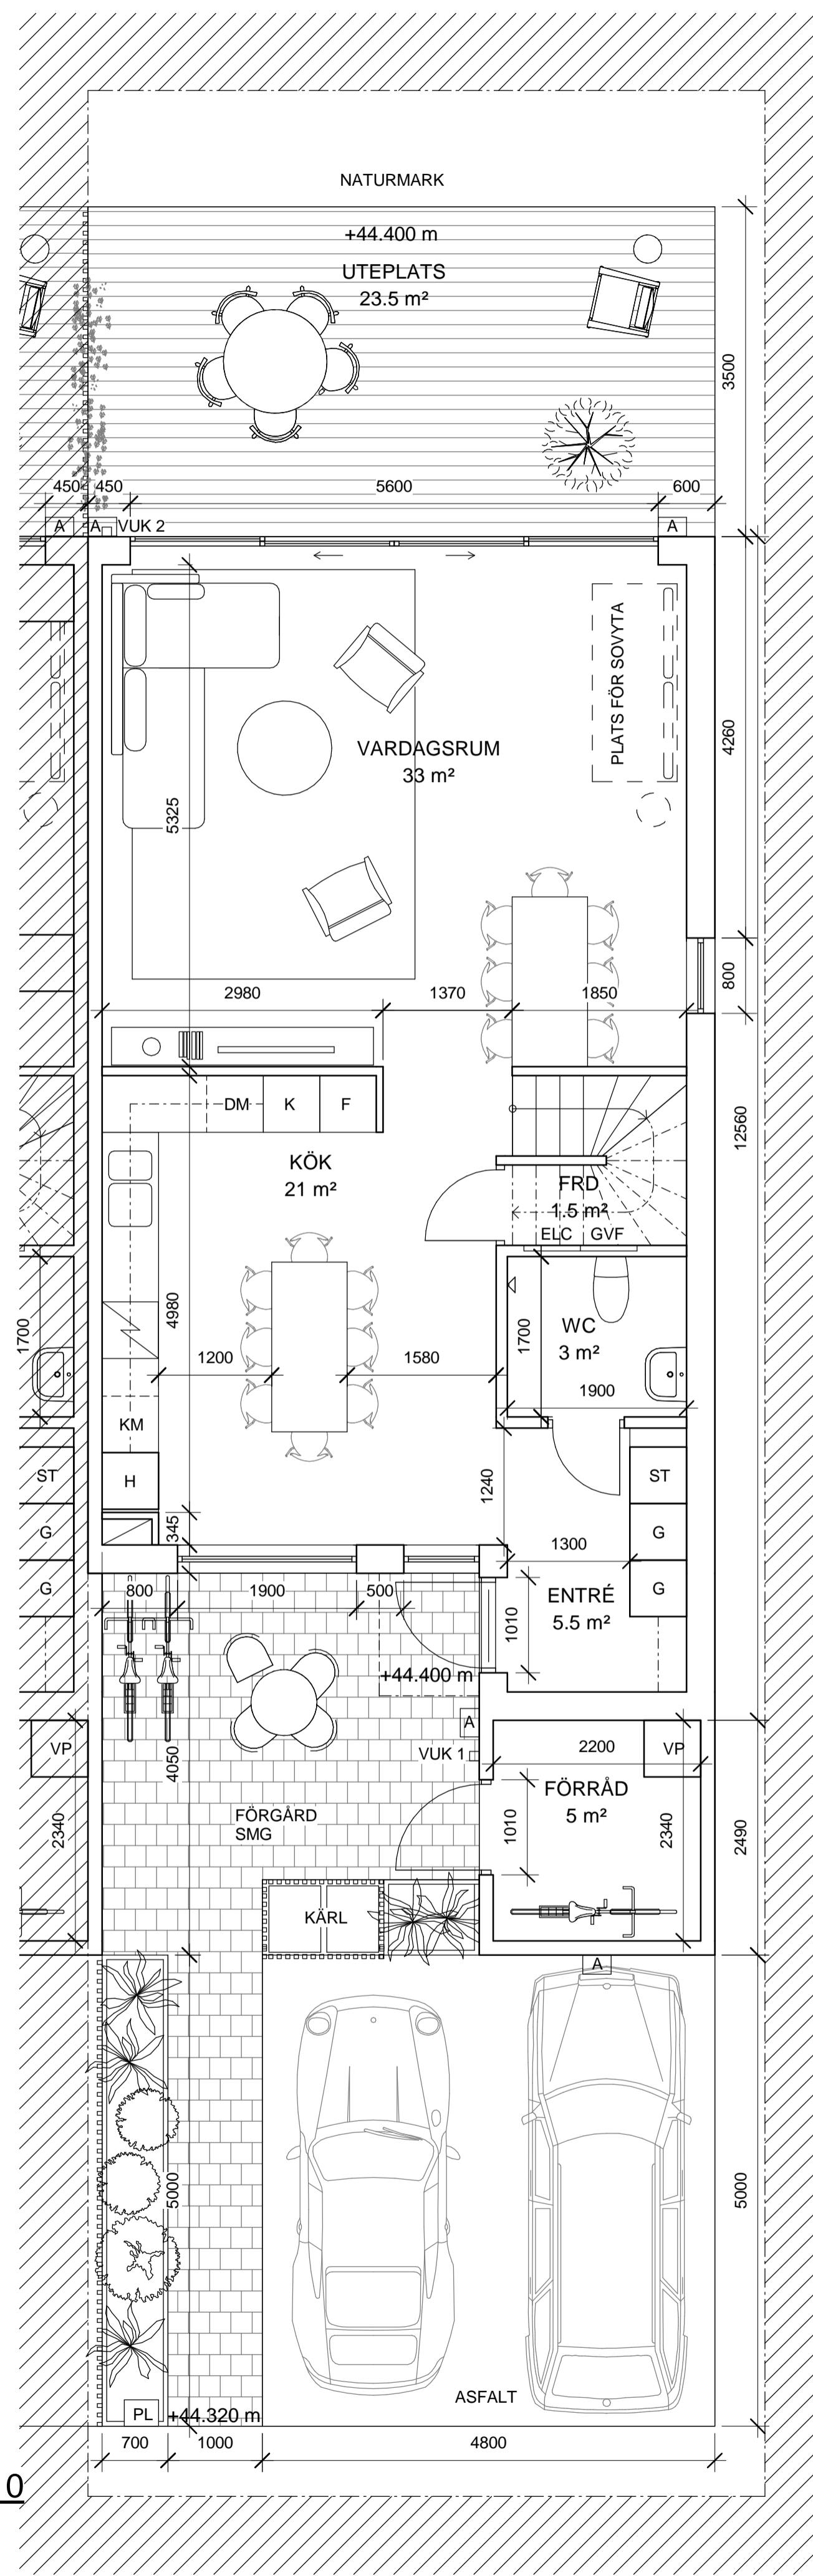 NATURMARK
+44.400 m
UTEPLATS
23.5 m²
3500
450
450
5600
600
A
A
VUK 2
A
PLATS FÖR SOVYTA
VARDAGSRUM
33 m²
4260
5325
2980
1370
1850
800
12560
DM
K
F
KÖK
21 m²
FRD
1.5 m²
ELC
GVF
4980
1700
1700
WC
3 m²
1200
1580
1900
KM
H
ST
1240
ST
G
G
345
1300
G
G
800
1900
500
ENTRÉ
5.5 m²
1010
+44.400 m
A
VUK 1
VP
4050
2200
VP
FÖRRÅD
5 m²
FÖRGÅRD
SMG
2340
1010
2340
2490
KÄRL
A
5000
5000
ASFALT
PL
+44.320 m
700
1000
4800
0